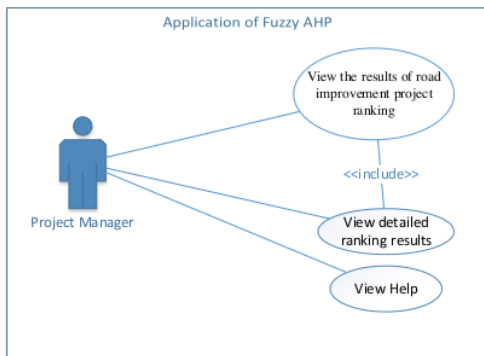 Application of Fuzzy AHP
View the results of road
improvement project
ranking
<<include>>
Project Manager
View detailed
ranking results
View Help